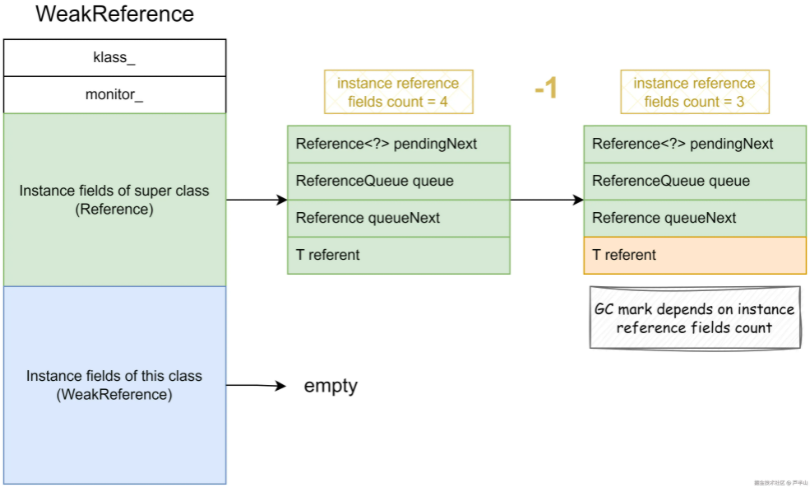 WeakReference
klass_
monitor_
Instance fields of super class
(Reference)
Instance fields of this class
(WeakReference)
instance reference
fields count = 4
-1
instance reference
fields count = 3
Reference<?> pendingNext
ReferenceQueue queue
Reference queueNext
T referent
Reference<?> pendingNext
ReferenceQueue queue
Reference queueNext
T referent
GC mark depends on instance
reference fields count
empty